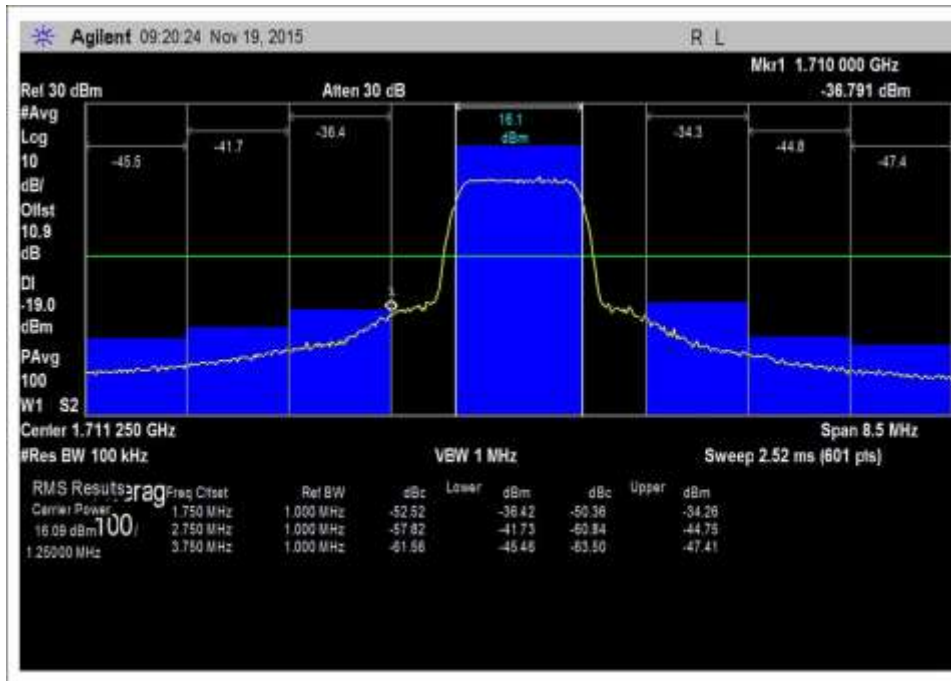 Agilent 09:20:24 Nov 19, 2015 R L
Mkr1 1.710 000 GHz
Ref 30 dBm Atten 30 dB -36.791 dBm
#Avg
Log
10
dB/
Offst
10.9
dB
DI
-19.0
dBm
PAvg
100
W1 S2
-45.5 -41.7 -36.4 16.1 dBm -34.3 -44.8 -47.4
1
Center 1.711 250 GHz Span 8.5 MHz
#Res BW 100 kHz VBW 1 MHz Sweep 2.52 ms (601 pts)
RMS Results Freq Offset Ref BW dBc Lower dBm dBc Upper dBm
Carrier Power 1.750 MHz 1.000 MHz -52.52 -36.42 -50.36 -34.26
16.09 dBm 100/ 2.750 MHz 1.000 MHz -57.82 -41.73 -60.84 -44.75
1.25000 MHz 3.750 MHz 1.000 MHz -61.56 -45.46 -63.50 -47.41